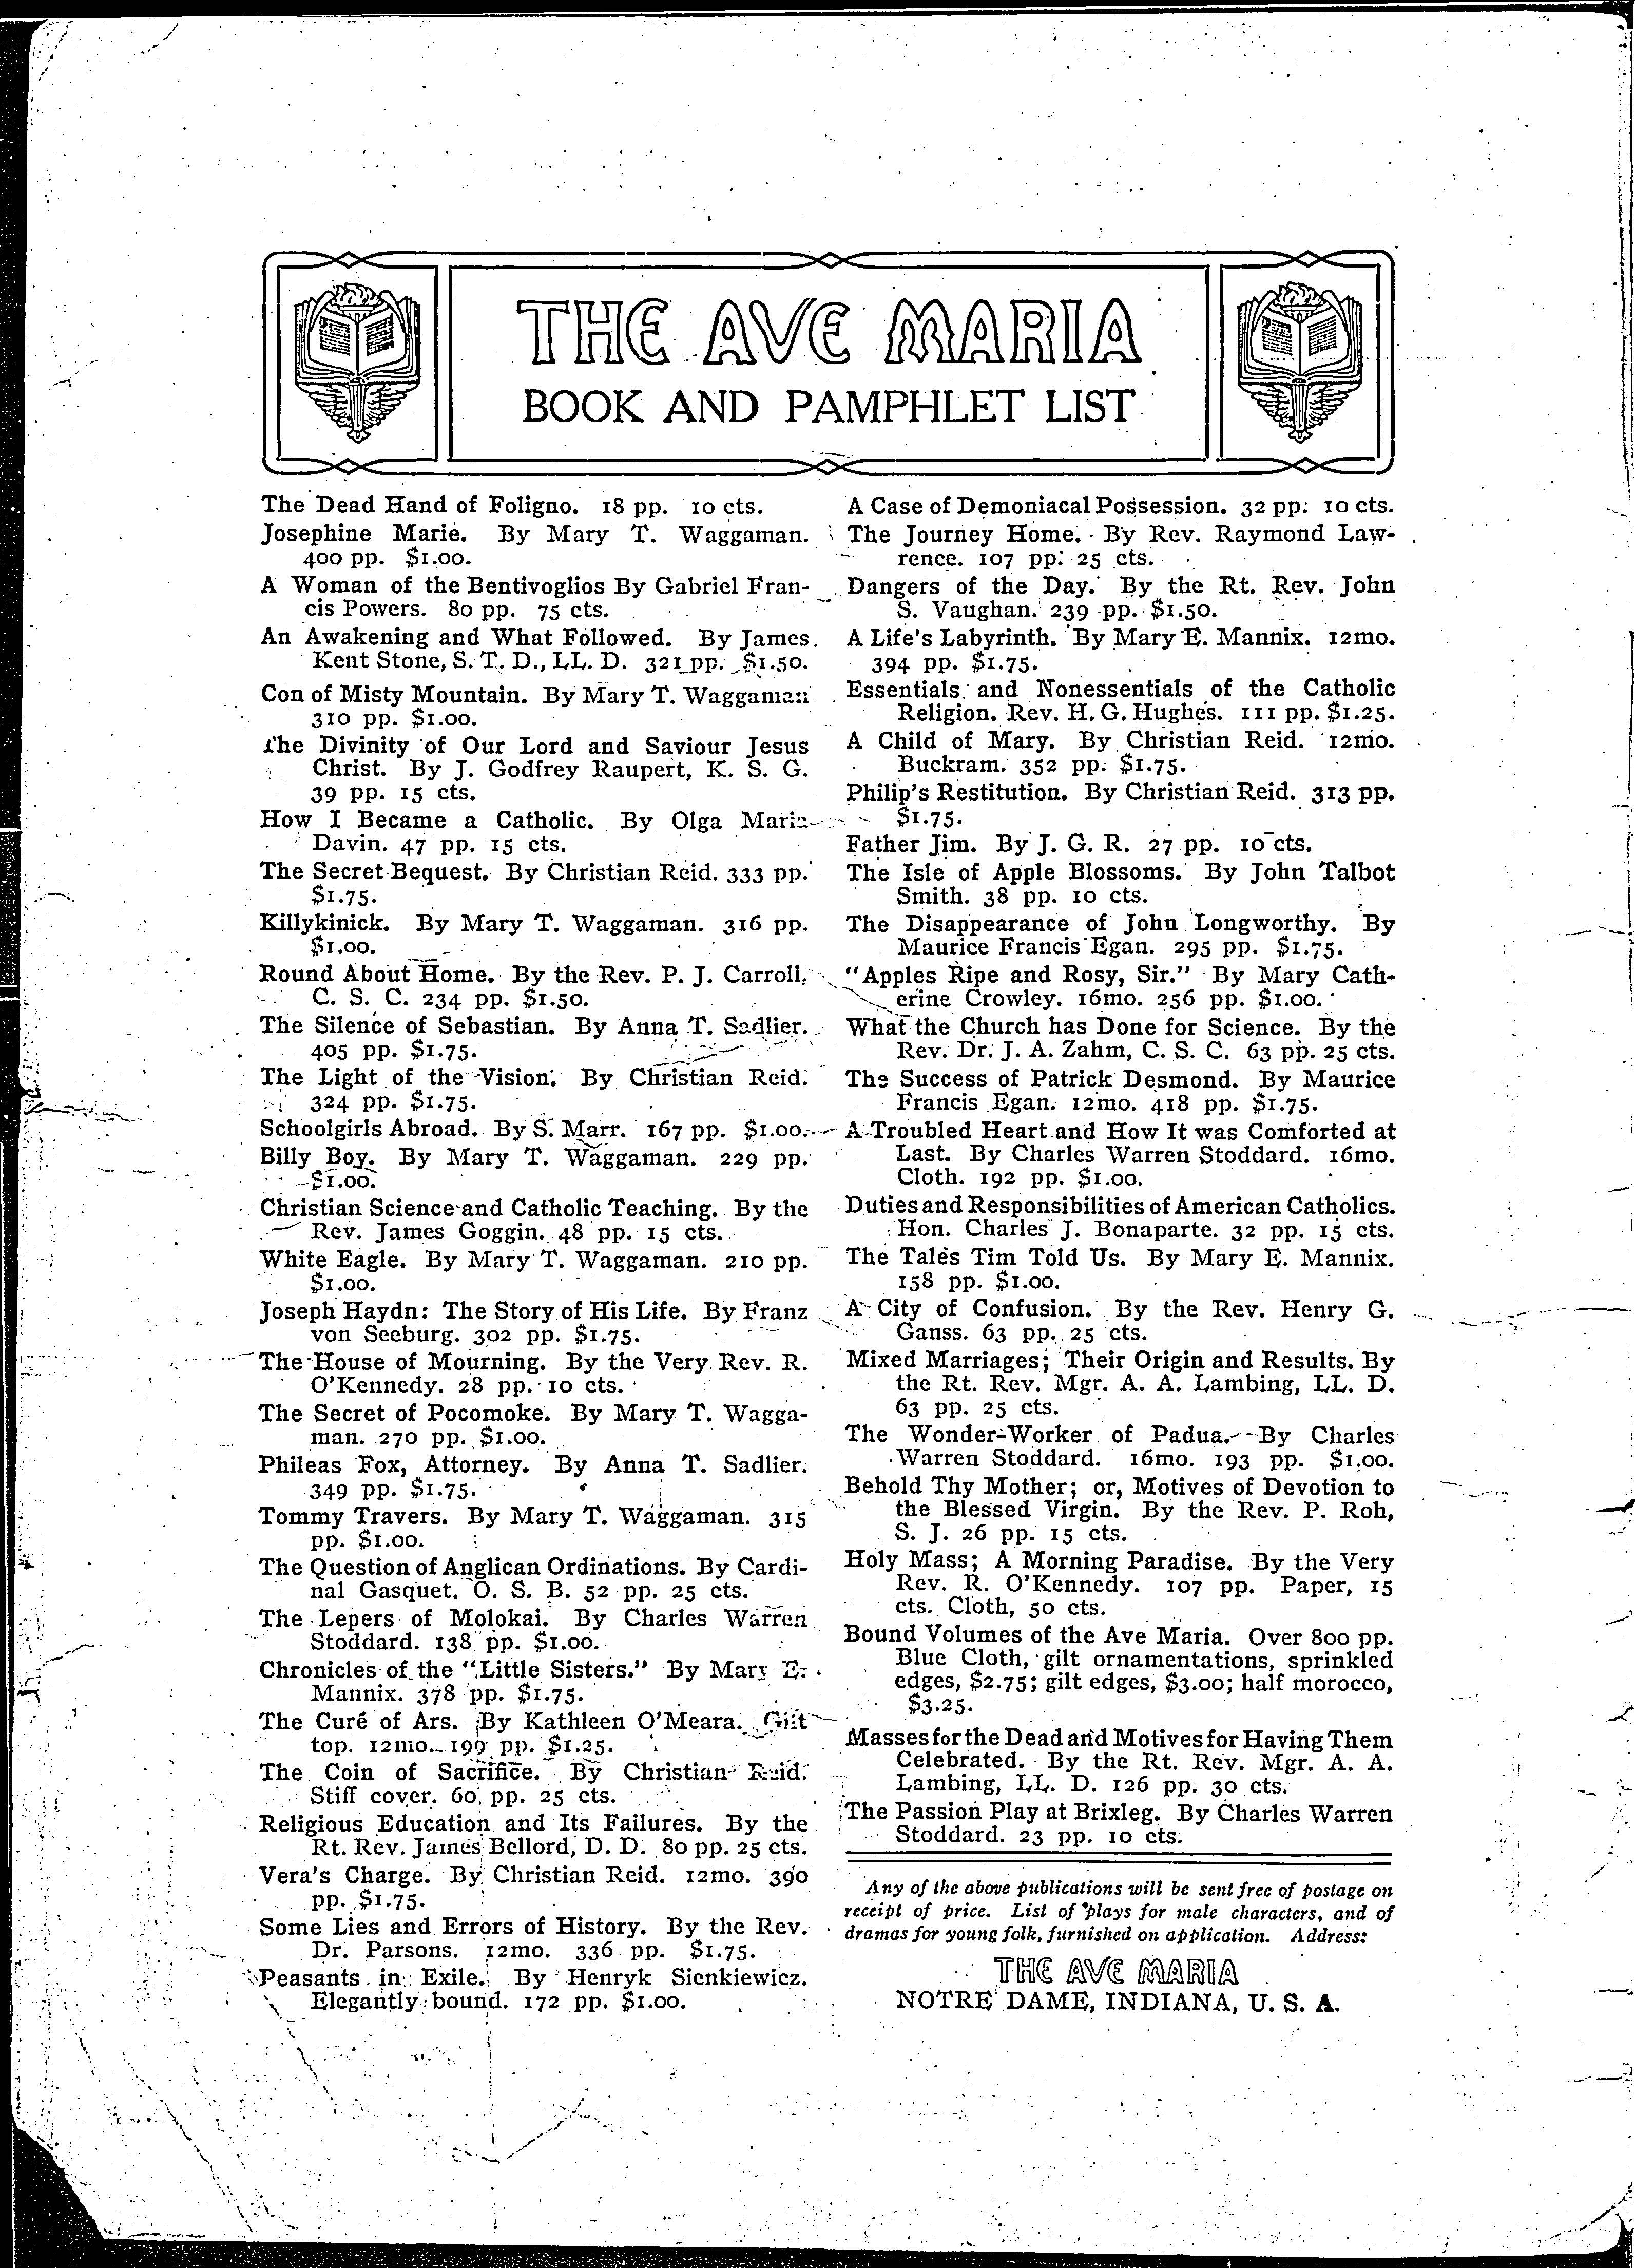 THE AVE MARIA
BOOK AND PAMPHLET LIST
The Dead Hand of Foligno. 18 pp. 10 cts.
Josephine Marie. By Mary T. Waggaman.
400 pp. $1.00.
A Woman of the Bentivoglios By Gabriel Fran-
cis Powers. 80 pp. 75 cts.
An Awakening and What Followed. By James
Kent Stone, S. T. D., LL. D. 321 pp. $1.50.
Con of Misty Mountain. By Mary T. Waggaman
310 pp. $1.00.
The Divinity of Our Lord and Saviour Jesus
Christ. By J. Godfrey Raupert, K. S. G.
39 pp. 15 cts.
How I Became a Catholic. By Olga Maria
Davin. 47 pp. 15 cts.
The Secret Bequest. By Christian Reid. 333 pp.
$1.75.
Killykinick. By Mary T. Waggaman. 316 pp.
$1.00.
Round About Home. By the Rev. P. J. Carroll,
C. S. C. 234 pp. $1.50.
The Silence of Sebastian. By Anna T. Sadlier.
405 pp. $1.75.
The Light of the Vision. By Christian Reid.
324 pp. $1.75.
Schoolgirls Abroad. By S. Marr. 167 pp. $1.00.
Billy Boy. By Mary T. Waggaman. 229 pp.
$1.00.
Christian Science and Catholic Teaching. By the
Rev. James Goggin. 48 pp. 15 cts.
White Eagle. By Mary T. Waggaman. 210 pp.
$1.00.
Joseph Haydn: The Story of His Life. By Franz
von Seeburg. 302 pp. $1.75.
The House of Mourning. By the Very Rev. R.
O'Kennedy. 28 pp. 10 cts.
The Secret of Pocomoke. By Mary T. Wagga-
man. 270 pp. $1.00.
Phileas Fox, Attorney. By Anna T. Sadlier.
349 pp. $1.75.
Tommy Travers. By Mary T. Waggaman. 315
pp. $1.00.
The Question of Anglican Ordinations. By Cardi-
nal Gasquet, O. S. B. 52 pp. 25 cts.
The Lepers of Molokai. By Charles Warren
Stoddard. 138 pp. $1.00.
Chronicles of the "Little Sisters." By Mary E.
Mannix. 378 pp. $1.75.
The Curé of Ars. By Kathleen O'Meara. Gilt
top. 12mo. 199 pp. $1.25.
The Coin of Sacrifice. By Christian Reid.
Stiff cover. 60 pp. 25 cts.
Religious Education and Its Failures. By the
Rt. Rev. James Bellord, D. D. 80 pp. 25 cts.
Vera's Charge. By Christian Reid. 12mo. 390
pp. $1.75.
Some Lies and Errors of History. By the Rev.
Dr. Parsons. 12mo. 336 pp. $1.75.
Peasants in Exile. By Henryk Sienkiewicz.
Elegantly bound. 172 pp. $1.00.
A Case of Demoniacal Possession. 32 pp. 10 cts.
The Journey Home. By Rev. Raymond Law-
rence. 107 pp. 25 cts.
Dangers of the Day. By the Rt. Rev. John
S. Vaughan. 239 pp. $1.50.
A Life's Labyrinth. By Mary E. Mannix. 12mo.
394 pp. $1.75.
Essentials and Nonessentials of the Catholic
Religion. Rev. H. G. Hughes. 111 pp. $1.25.
A Child of Mary. By Christian Reid. 12mo.
Buckram. 352 pp. $1.75.
Philip's Restitution. By Christian Reid. 313 pp.
$1.75.
Father Jim. By J. G. R. 27 pp. 10 cts.
The Isle of Apple Blossoms. By John Talbot
Smith. 38 pp. 10 cts.
The Disappearance of John Longworthy. By
Maurice Francis Egan. 295 pp. $1.75.
"Apples Ripe and Rosy, Sir." By Mary Cath-
erine Crowley. 16mo. 256 pp. $1.00.
What the Church has Done for Science. By the
Rev. Dr. J. A. Zahm, C. S. C. 63 pp. 25 cts.
The Success of Patrick Desmond. By Maurice
Francis Egan. 12mo. 418 pp. $1.75.
A Troubled Heart and How It was Comforted at
Last. By Charles Warren Stoddard. 16mo.
Cloth. 192 pp. $1.00.
Duties and Responsibilities of American Catholics.
Hon. Charles J. Bonaparte. 32 pp. 15 cts.
The Tales Tim Told Us. By Mary E. Mannix.
158 pp. $1.00.
A City of Confusion. By the Rev. Henry G.
Ganss. 63 pp. 25 cts.
Mixed Marriages; Their Origin and Results. By
the Rt. Rev. Mgr. A. A. Lambing, LL. D.
63 pp. 25 cts.
The Wonder-Worker of Padua. By Charles
Warren Stoddard. 16mo. 193 pp. $1.00.
Behold Thy Mother; or, Motives of Devotion to
the Blessed Virgin. By the Rev. P. Roh,
S. J. 26 pp. 15 cts.
Holy Mass; A Morning Paradise. By the Very
Rev. R. O'Kennedy. 107 pp. Paper, 15
cts. Cloth, 50 cts.
Bound Volumes of the Ave Maria. Over 800 pp.
Blue Cloth, gilt ornamentations, sprinkled
edges, $2.75; gilt edges, $3.00; half morocco,
$3.25.
Masses for the Dead and Motives for Having Them
Celebrated. By the Rt. Rev. Mgr. A. A.
Lambing, LL. D. 126 pp. 30 cts.
The Passion Play at Brixleg. By Charles Warren
Stoddard. 23 pp. 10 cts.
Any of the above publications will be sent free of postage on
receipt of price. List of plays for male characters, and of
dramas for young folk, furnished on application. Address:
THE AVE MARIA
NOTRE DAME, INDIANA, U. S. A.